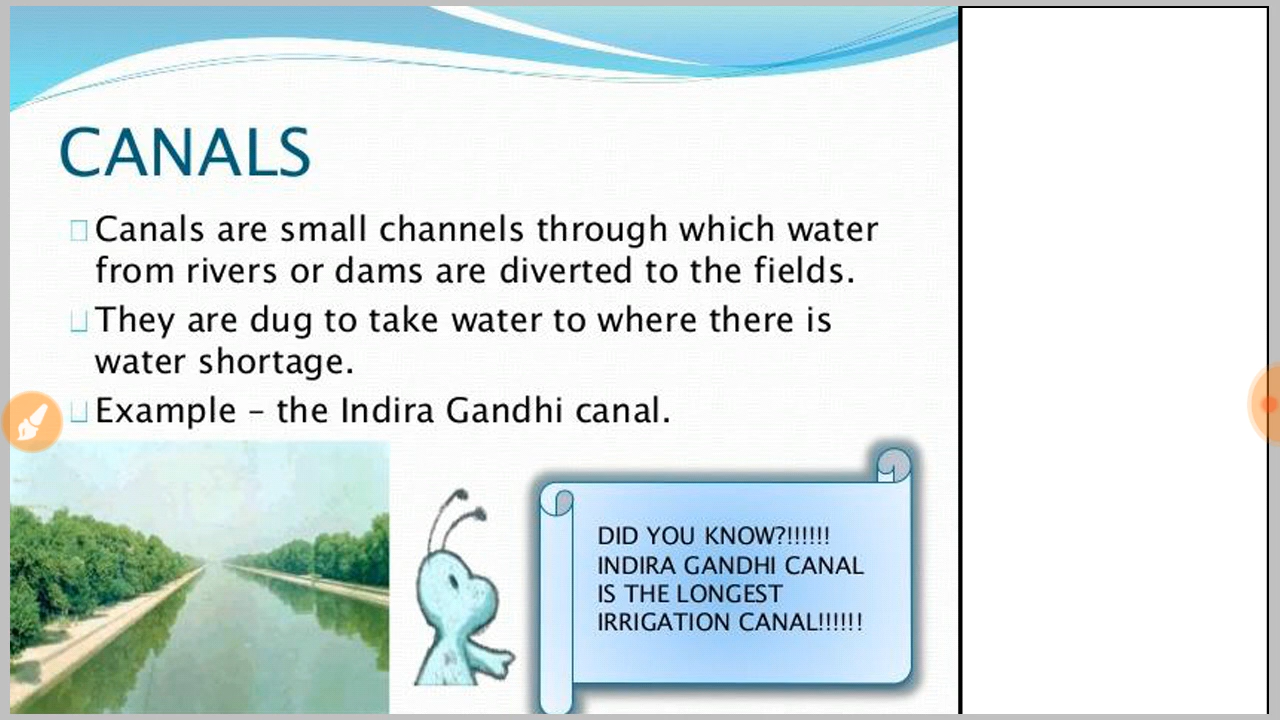 CANALS
Canals are small channels through which water
from rivers or dams are diverted to the fields.
They are dug to take water to where there is
water shortage.
Example – the Indira Gandhi canal.
DID YOU KNOW?!!!!!!
INDIRA GANDHI CANAL
IS THE LONGEST
IRRIGATION CANAL!!!!!!